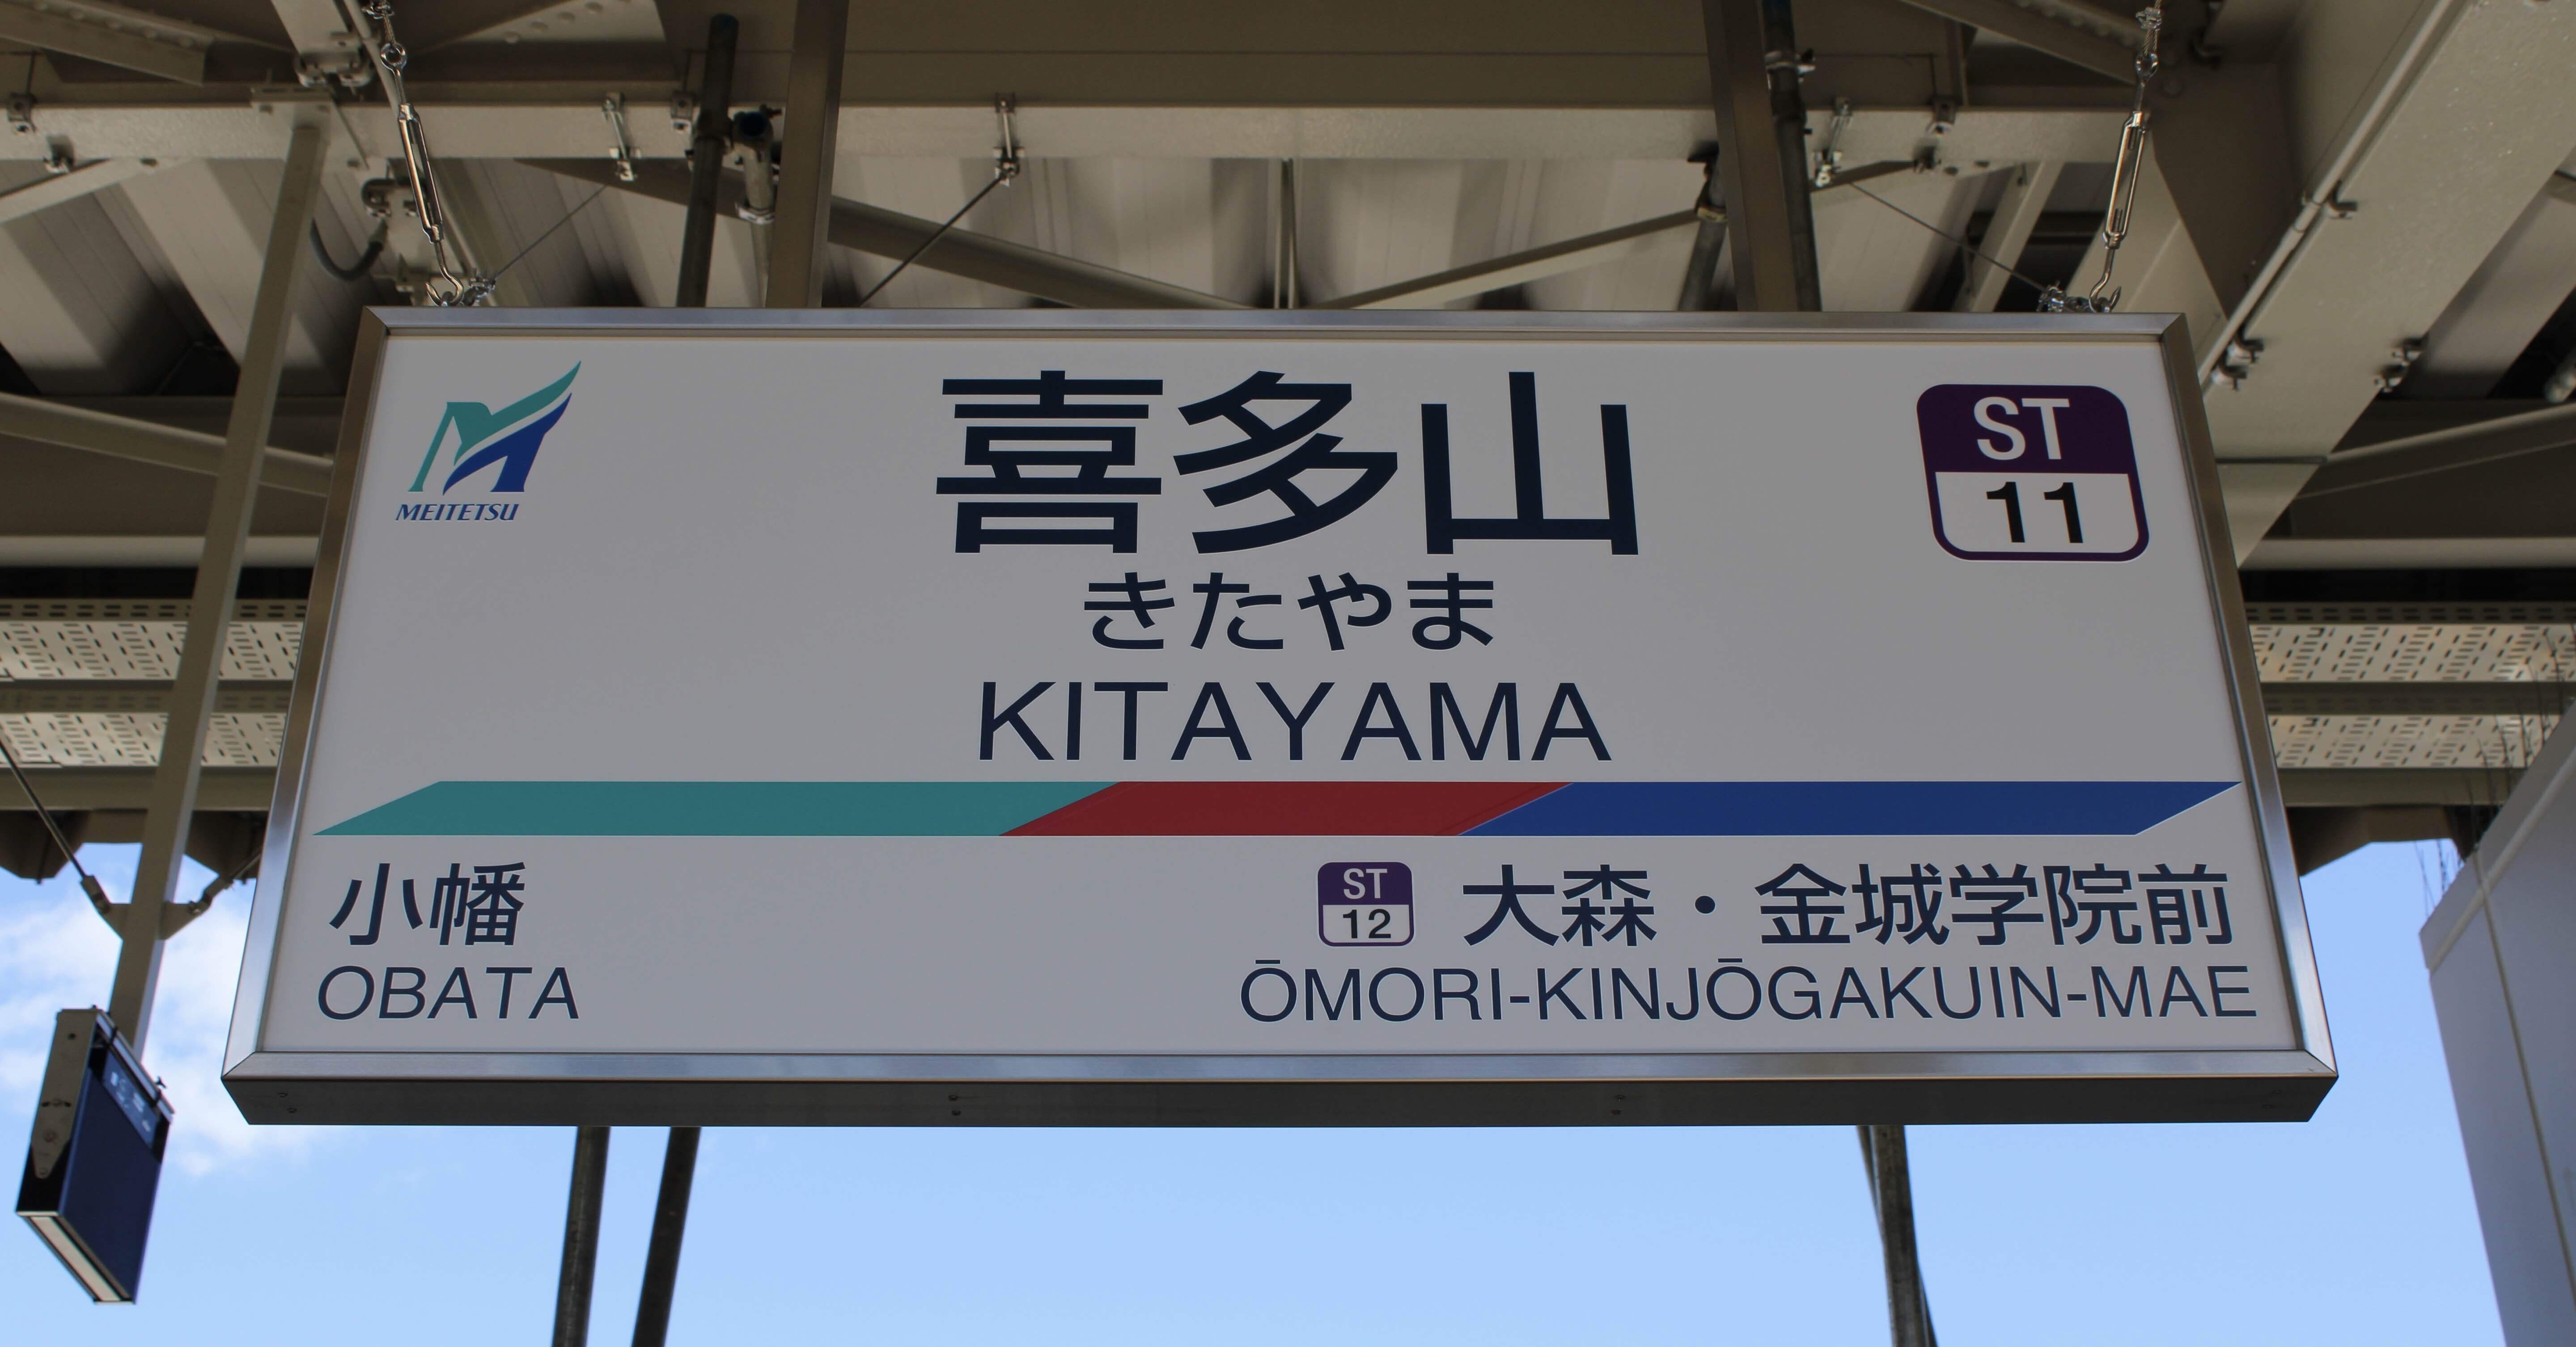 MEITETSU
喜多山
ST
11
きたやま
KITAYAMA
小幡
OBATA
ST
12
大森・金城学院前
ŌMORI-KINJŌGAKUIN-MAE